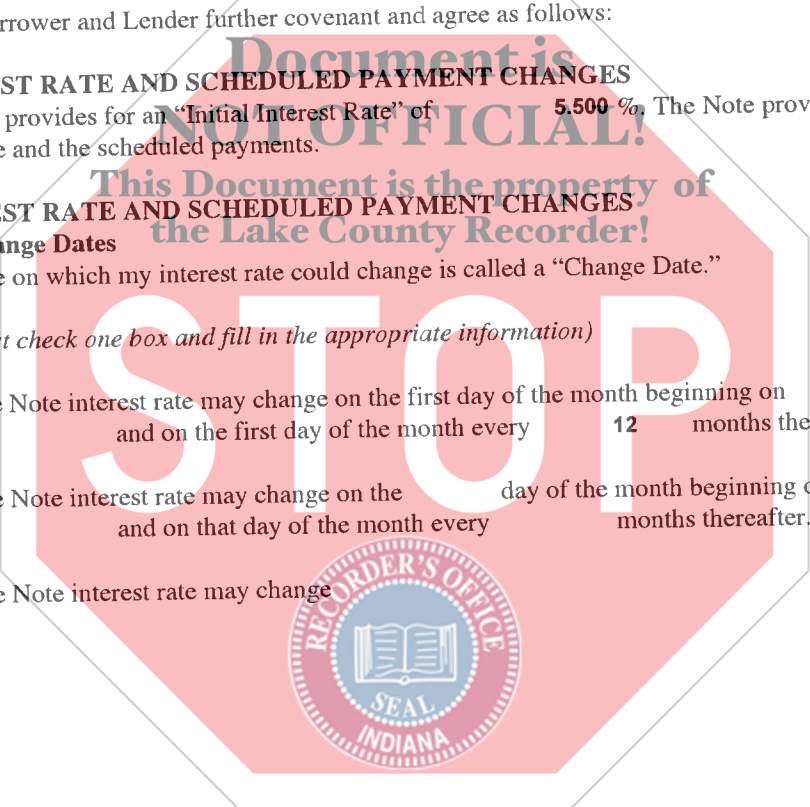 rrower and Lender further covenant and agree as follows:
Document is
ST RATE AND SCHEDULED PAYMENT CHANGES
provides for an “Initial Interest Rate” of 5.500 %. The Note prov
NOT OFFICIAL!
e and the scheduled payments.
This Document is the property of
EST RATE AND SCHEDULED PAYMENT CHANGES
the Lake County Recorder!
ange Dates
e on which my interest rate could change is called a “Change Date.”
STOP
t check one box and fill in the appropriate information)
e Note interest rate may change on the first day of the month beginning on
and on the first day of the month every 12 months the
e Note interest rate may change on the day of the month beginning o
and on that day of the month every months thereafter.
e Note interest rate may change
RECORDER'S OFFICE
SEAL
INDIANA